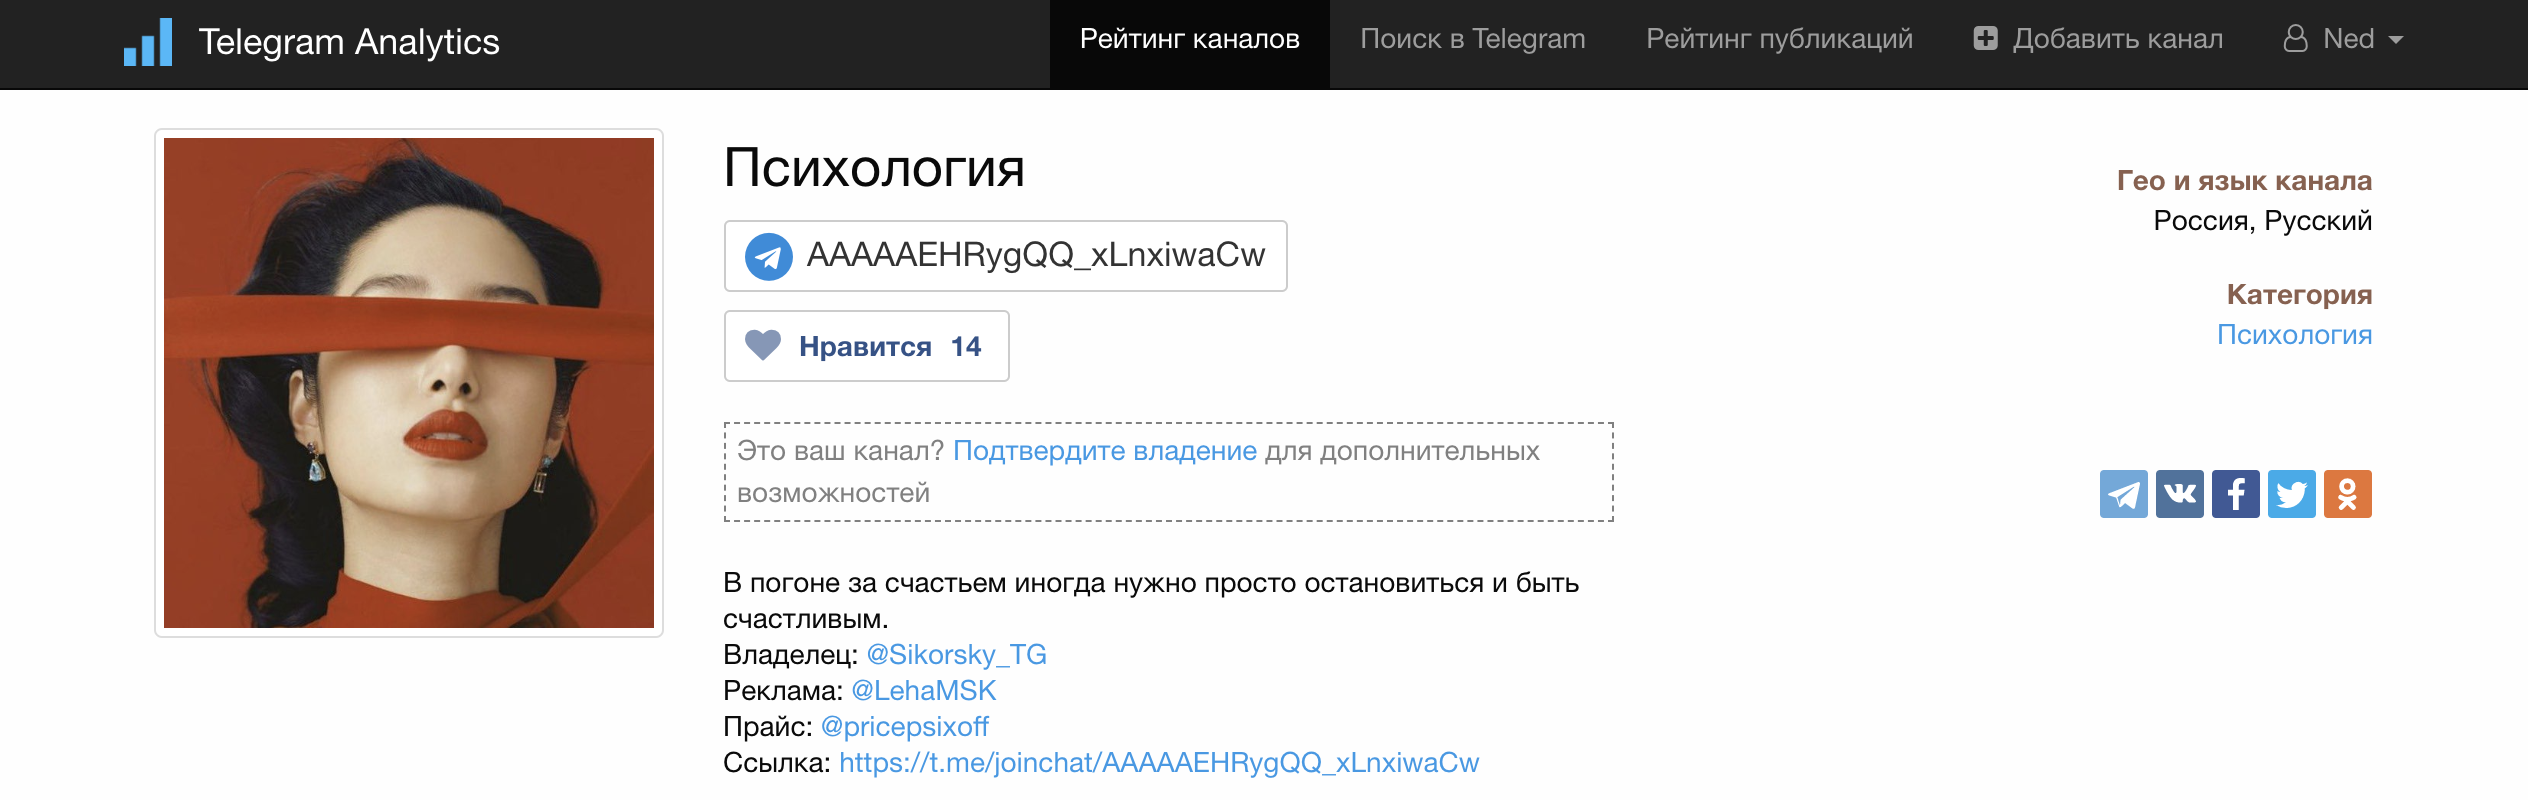 Telegram Analytics
Рейтинг каналов
Поиск в Telegram
Рейтинг публикаций
Добавить канал
Ned
Психология
AAAAAEHRygQQ_xLnxiwaCw
Нравится 14
Это ваш канал? Подтвердите владение для дополнительных
возможностей
В погоне за счастьем иногда нужно просто остановиться и быть
счастливым.
Владелец: @Sikorsky_TG
Реклама: @LehaMSK
Прайс: @pricepsixoff
Ссылка: https://t.me/joinchat/AAAAAEHRygQQ_xLnxiwaCw
Гео и язык канала
Россия, Русский
Категория
Психология